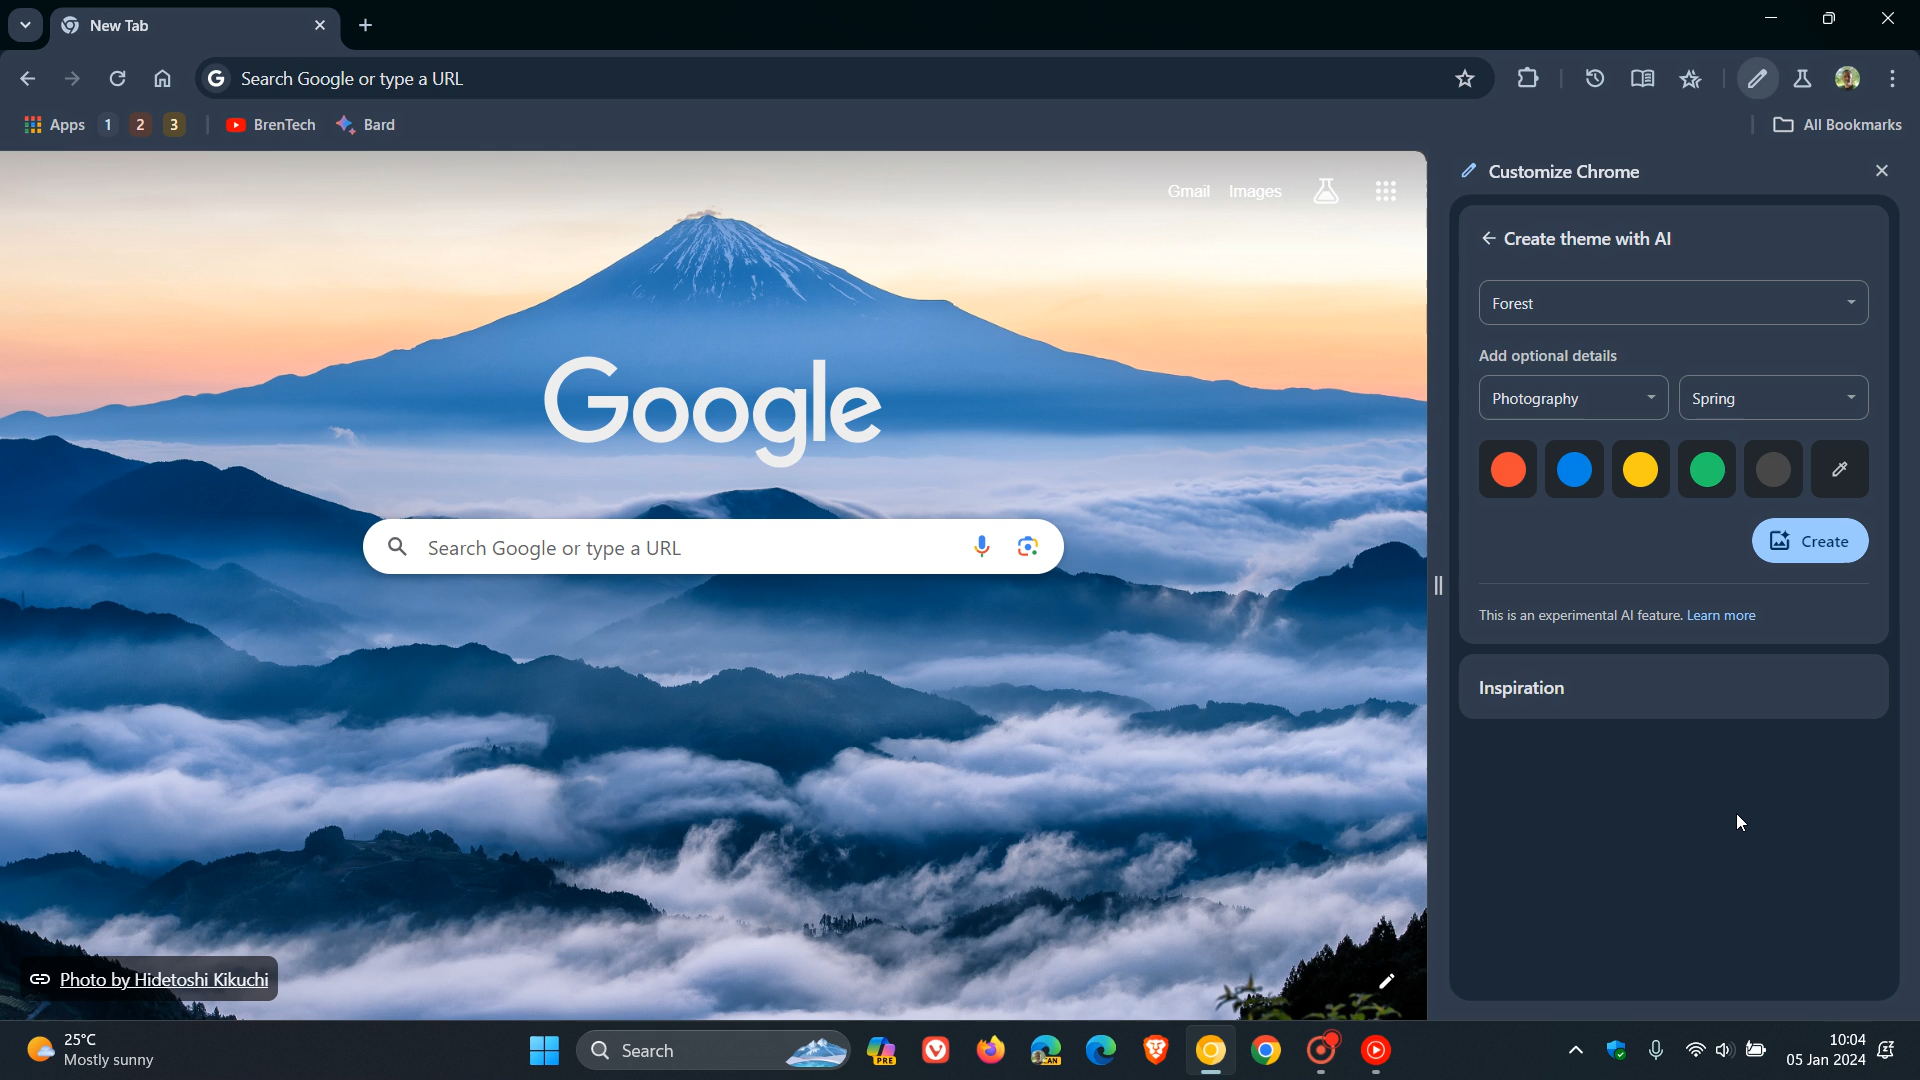 New Tab
Search Google or type a URL
Apps 1 2 3 BrenTech Bard All Bookmarks
Gmail Images
Google
Search Google or type a URL
Photo by Hidetoshi Kikuchi
Customize Chrome
Create theme with AI
Forest
Add optional details
Photography Spring
Create
This is an experimental AI feature. Learn more
Inspiration
25°C
Mostly sunny
Search
PRE
CAN
10:04
05 Jan 2024